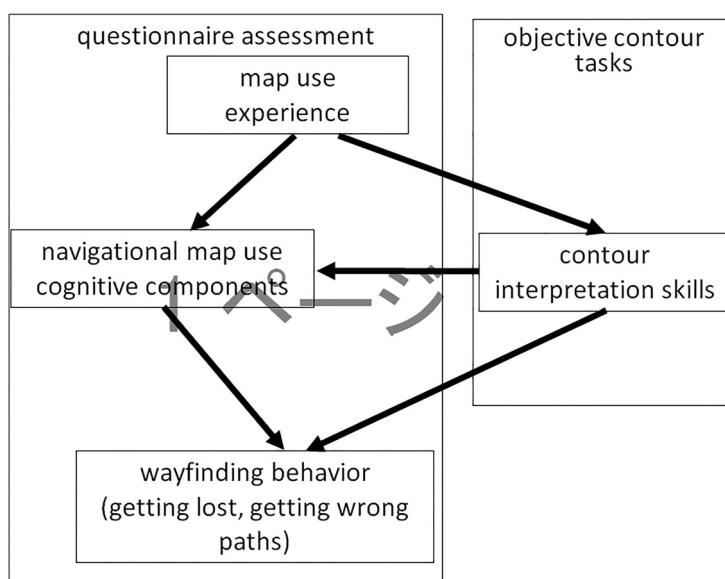 questionnaire assessment
objective contour
tasks
map use
experience
navigational map use
cognitive components
contour
interpretation skills
1 ページ
wayfinding behavior
(getting lost, getting wrong
paths)